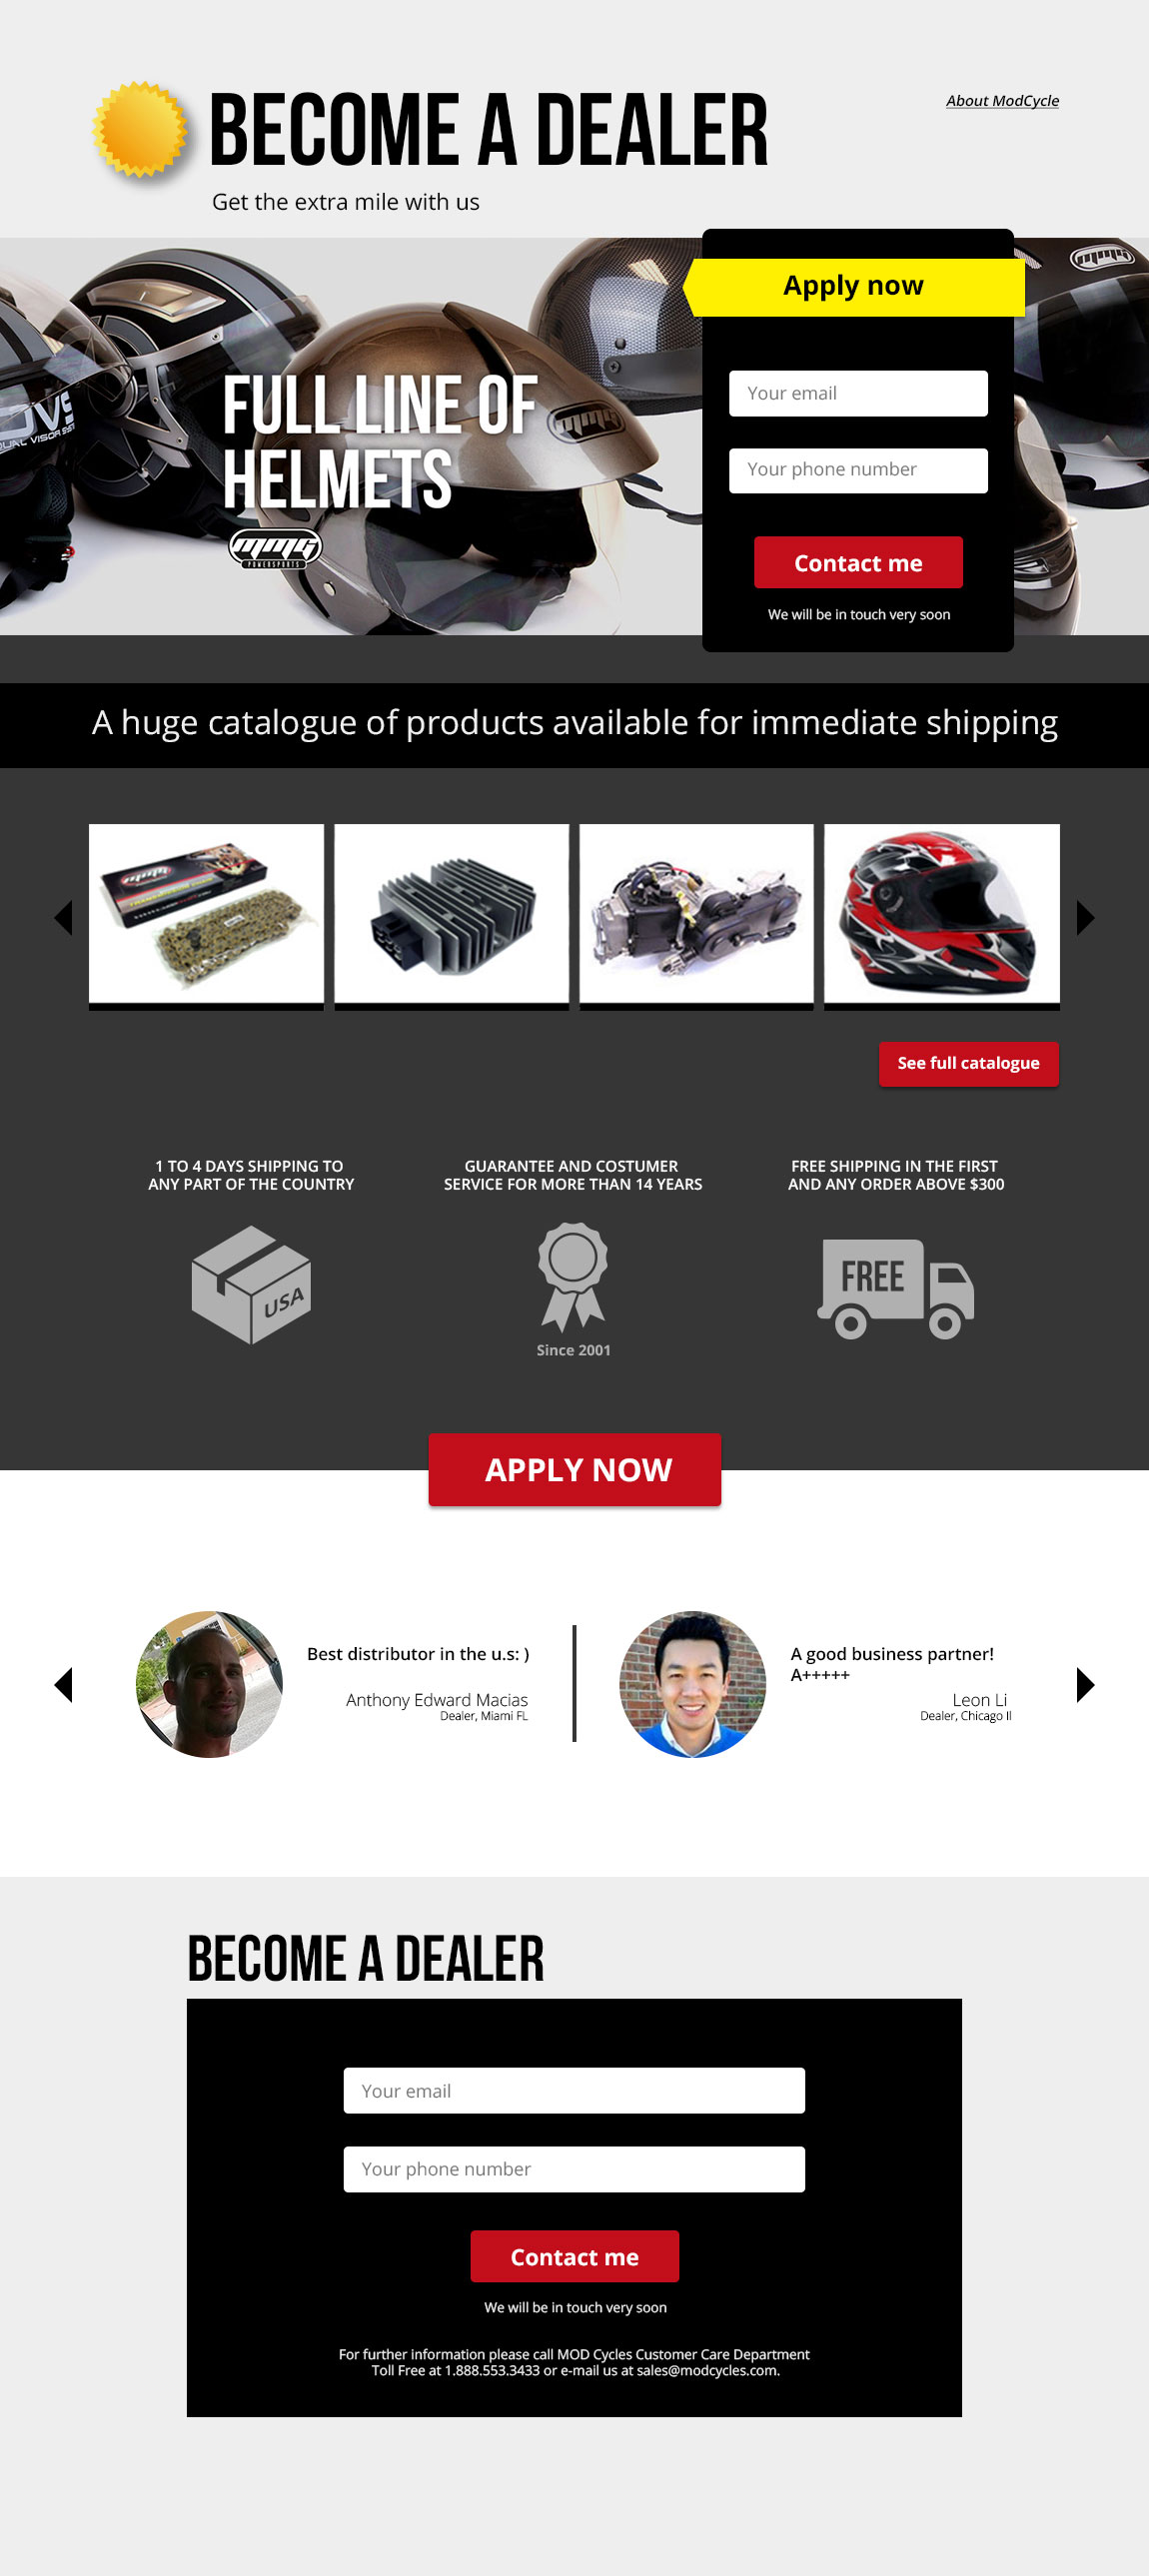 BECOME A DEALER
About ModCycle
Get the extra mile with us
Apply now
FULL LINE OF
HELMETS
MMG
POWERSPORTS
DUAL VISOR SYST
MMG
MMG
Your email
Your phone number
Contact me
We will be in touch very soon
A huge catalogue of products available for immediate shipping
MMG
See full catalogue
1 TO 4 DAYS SHIPPING TO
ANY PART OF THE COUNTRY
GUARANTEE AND COSTUMER
SERVICE FOR MORE THAN 14 YEARS
FREE SHIPPING IN THE FIRST
AND ANY ORDER ABOVE $300
USA
Since 2001
FREE
APPLY NOW
Best distributor in the u.s: )
Anthony Edward Macias
Dealer, Miami FL
A good business partner!
A+++++
Leon Li
Dealer, Chicago Il
BECOME A DEALER
Your email
Your phone number
Contact me
We will be in touch very soon
For further information please call MOD Cycles Customer Care Department
Toll Free at 1.888.553.3433 or e-mail us at sales@modcycles.com.